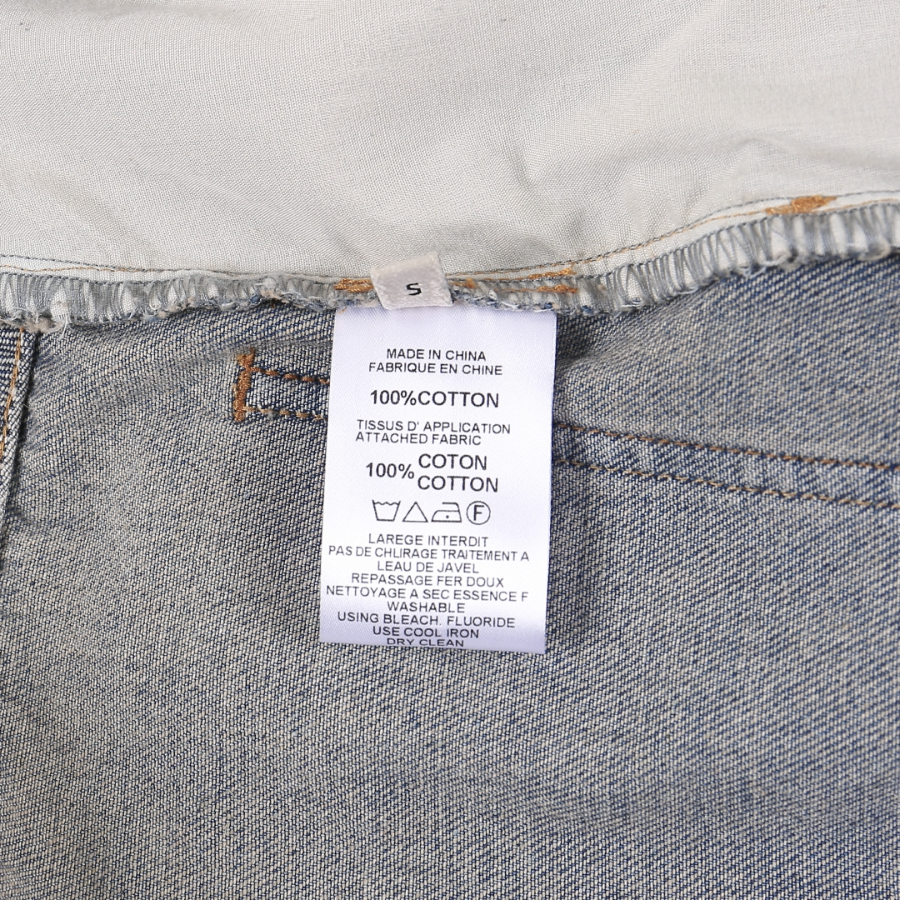 S
MADE IN CHINA
FABRIQUE EN CHINE
100%COTTON
TISSUS D' APPLICATION
ATTACHED FABRIC
100% COTON
COTTON
F
LAREGE INTERDIT
PAS DE CHLIRAGE TRAITEMENT A
LEAU DE JAVEL
REPASSAGE FER DOUX
NETTOYAGE A SEC ESSENCE F
WASHABLE
USING BLEACH. FLUORIDE
USE COOL IRON
DRY CLEAN